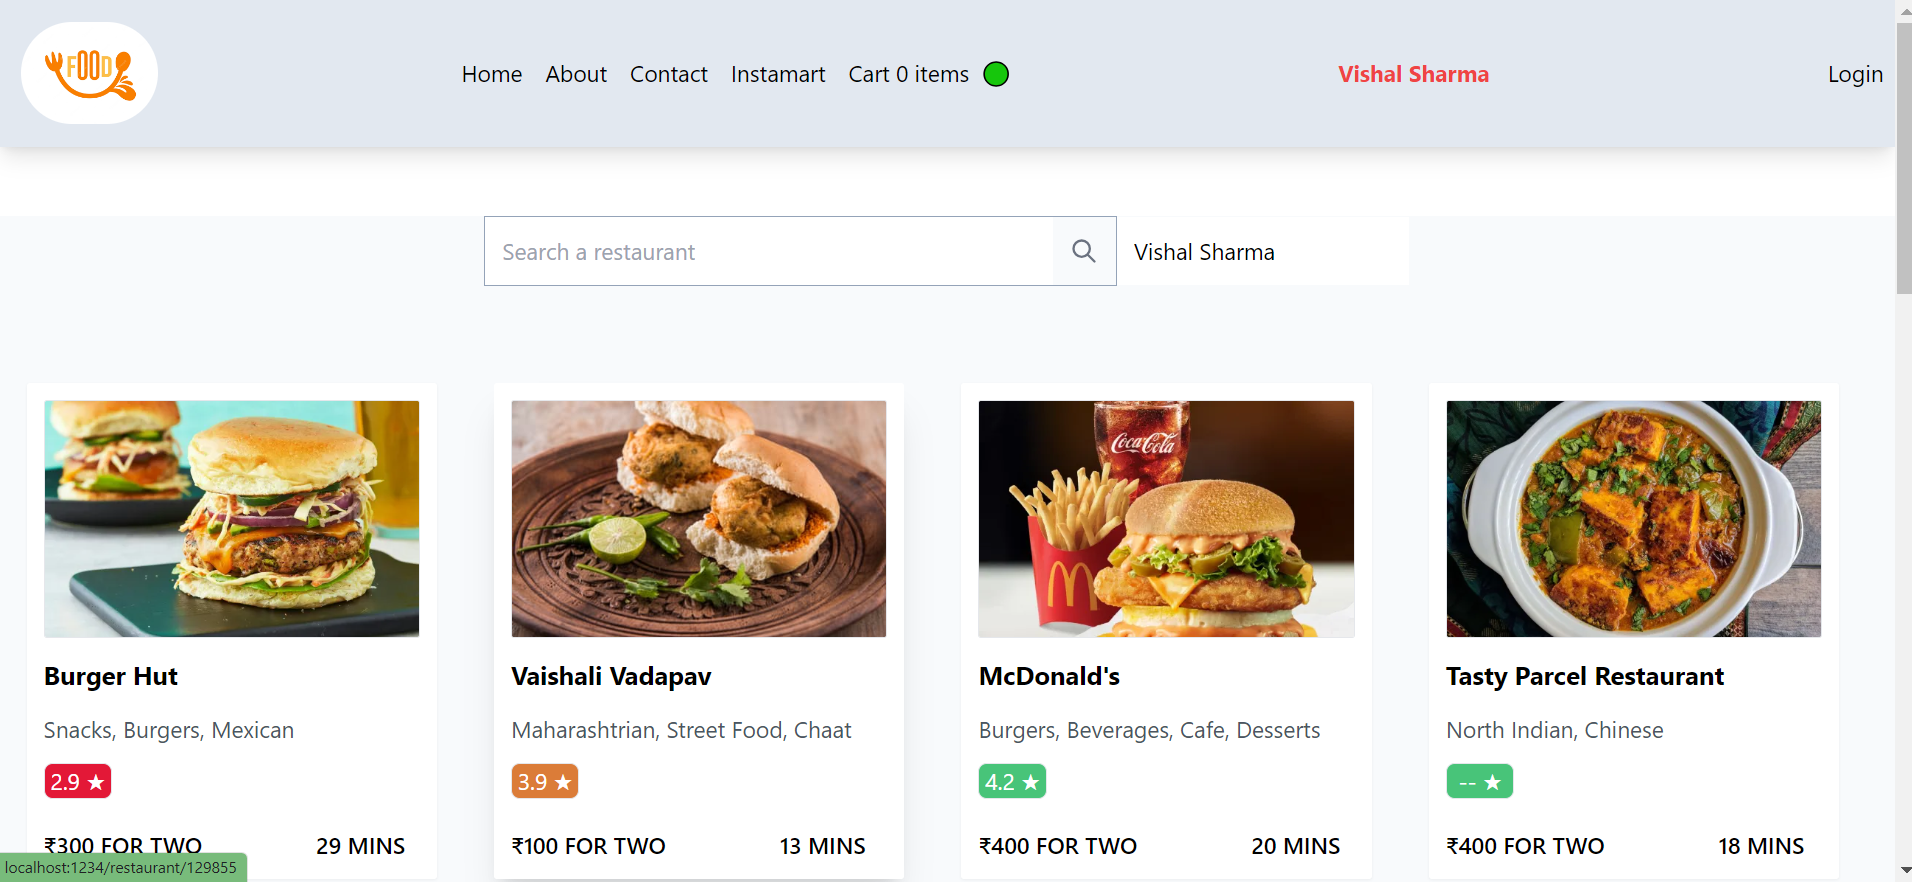 FOOD
Home About Contact Instamart Cart 0 items
Vishal Sharma
Login
Search a restaurant
Vishal Sharma
Coca-Cola
Burger Hut
Snacks, Burgers, Mexican
2.9 ★
₹300 FOR TWO 29 MINS
Vaishali Vadapav
Maharashtrian, Street Food, Chaat
3.9 ★
₹100 FOR TWO 13 MINS
McDonald's
Burgers, Beverages, Cafe, Desserts
4.2 ★
₹400 FOR TWO 20 MINS
Tasty Parcel Restaurant
North Indian, Chinese
-- ★
₹400 FOR TWO 18 MINS
localhost:1234/restaurant/129855